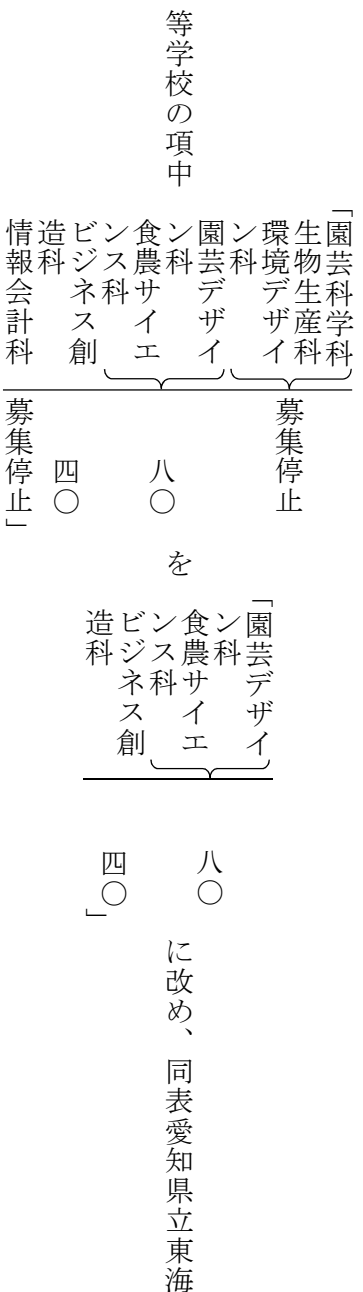 等学校の項中
「園芸科学科
生物生産科
環境デザイ
ン科
募集停止
園芸デザイ
ン科
食農サイエ
ンス科
八〇
ビジネス創
造科
四〇
情報会計科
募集停止」
を
「園芸デザイ
ン科
食農サイエ
ンス科
八〇
ビジネス創
造科
四〇」
に改め、同表愛知県立東海